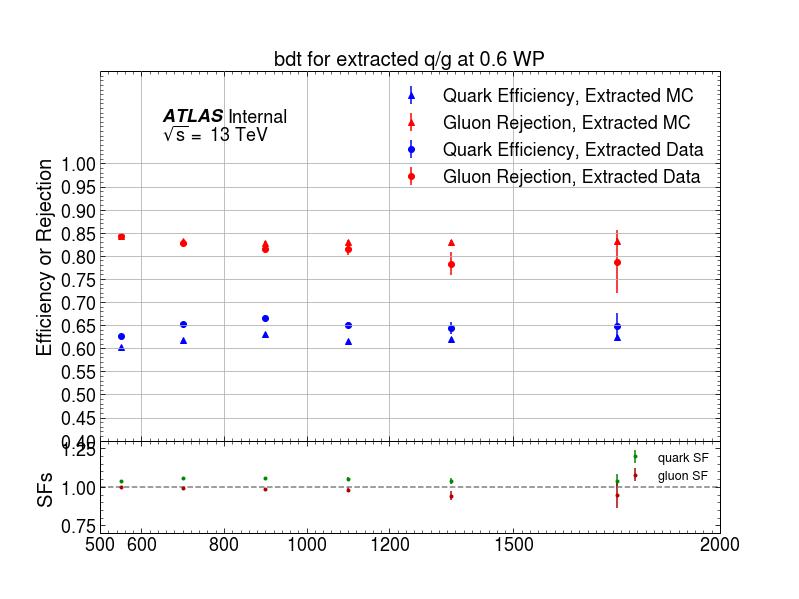 bdt for extracted q/g at 0.6 WP
ATLAS Internal
√s = 13 TeV
Quark Efficiency, Extracted MC
Gluon Rejection, Extracted MC
Quark Efficiency, Extracted Data
Gluon Rejection, Extracted Data
Efficiency or Rejection
1.00
0.95
0.90
0.85
0.80
0.75
0.70
0.65
0.60
0.55
0.50
0.45
0.40
SFs
1.25
1.00
0.75
quark SF
gluon SF
500 600 800 1000 1200 1500 2000